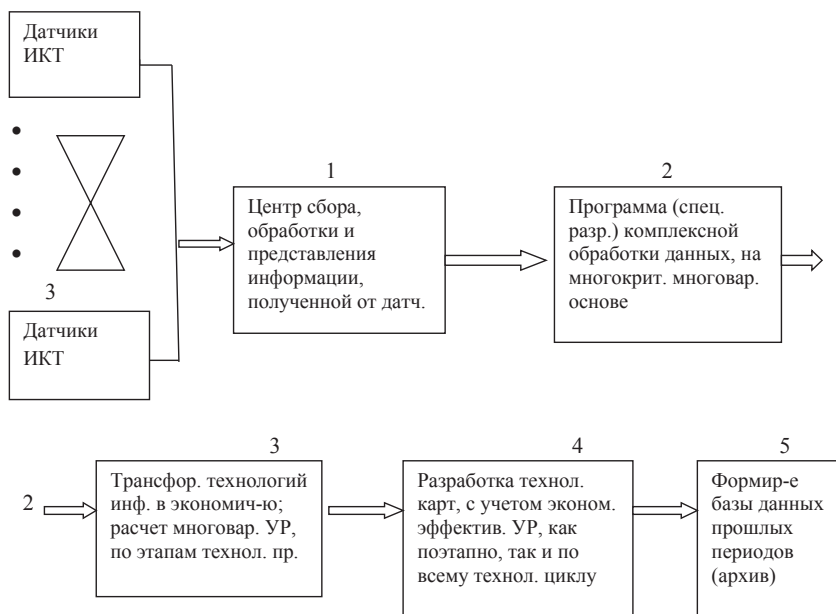 Датчики
ИКТ
3
Датчики
ИКТ
1
Центр сбора,
обработки и
представления
информации,
полученной от датч.
2
Программа (спец.
разр.) комплексной
обработки данных, на
многокрит. многовар.
основе
2
3
Трансфор. технологий
инф. в экономич-ю;
расчет многовар. УР,
по этапам технол. пр.
4
Разработка технол.
карт, с учетом эконом.
эффектив. УР, как
поэтапно, так и по
всему технол. циклу
5
Формир-е
базы данных
прошлых
периодов
(архив)